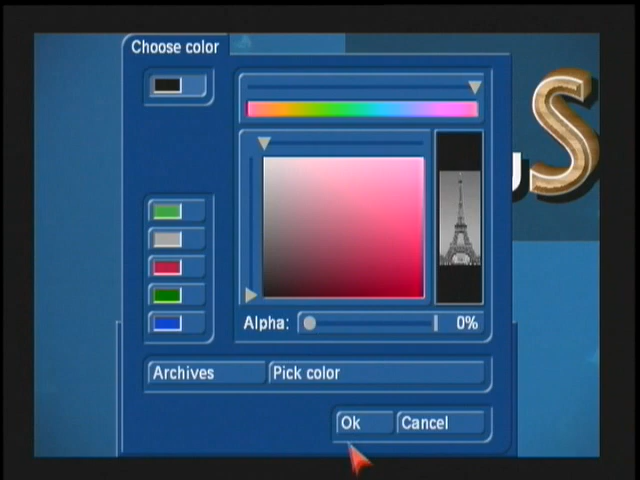 Choose color
S
Alpha: 0%
Archives Pick color
Ok Cancel